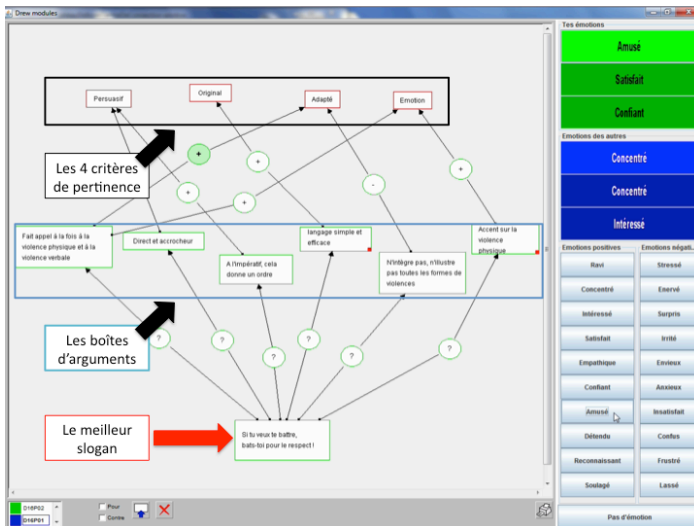 Drew modules
Tes émotions
Amusé
Satisfait
Confiant
Emotions des autres
Concentré
Concentré
Intéressé
Emotions positives
Emotions négati...
Ravi
Stressé
Concentré
Enervé
Intéressé
Surpris
Satisfait
Irrité
Empathique
Envieux
Confiant
Anxieux
Amusé
Insatisfait
Détendu
Confus
Reconnaissant
Frustré
Soulagé
Lassé
Pas d'émotion
Persuasif
Original
Adapté
Emotion
Les 4 critères
de pertinence
+
+
+
+
-
+
Fait appel à la fois à la
violence physique et à la
violence verbale
Direct et accrocheur
A l'impératif, cela
donne un ordre
langage simple et
efficace
N'intègre pas, n'illustre
pas toutes les formes de
violences
Accent sur la
violence
physique
Les boîtes
d'arguments
?
?
?
?
?
?
Le meilleur
slogan
Si tu veux te battre,
bats-toi pour le respect !
D16P02
D16P01
Pour
Contre